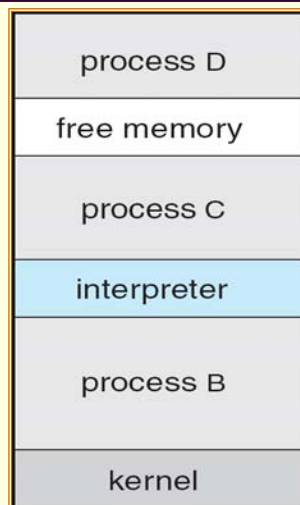 process D
free memory
process C
interpreter
process B
kernel